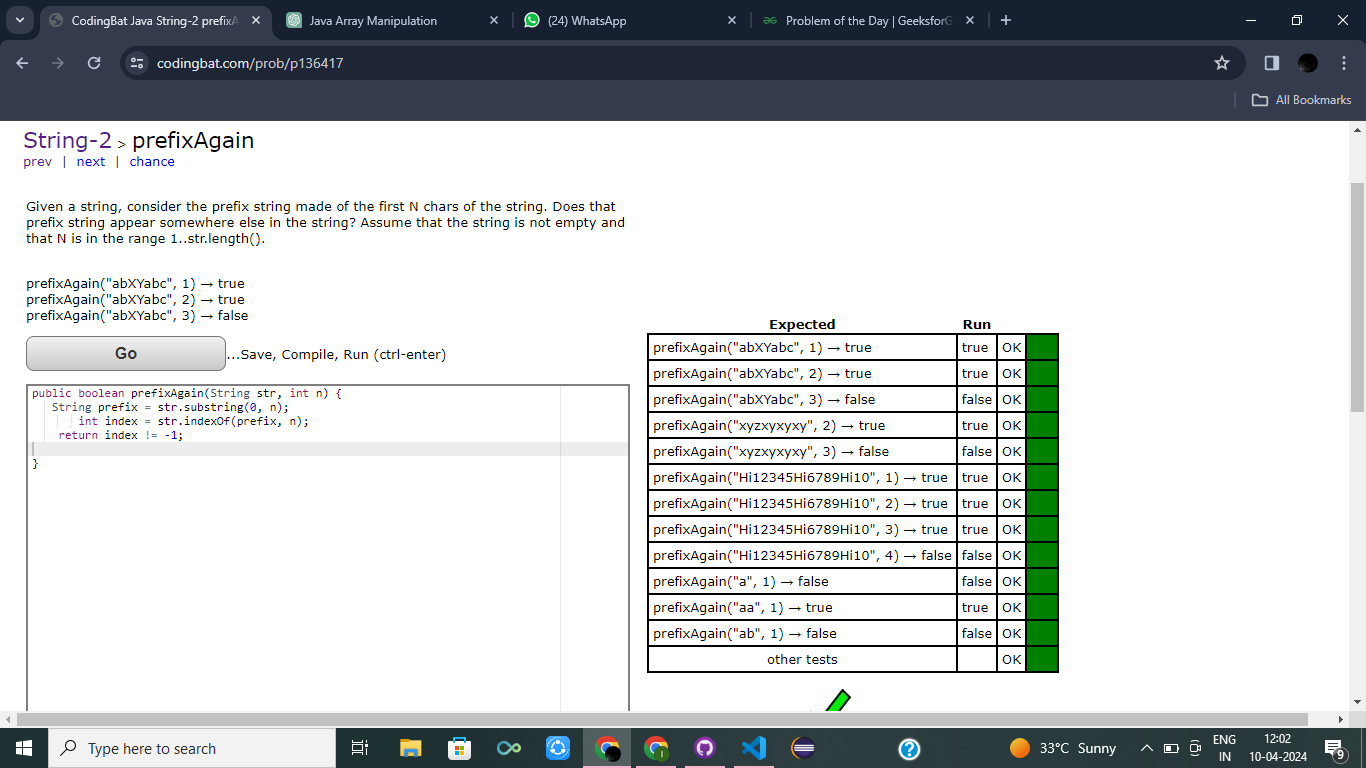 CodingBat Java String-2 prefixA
Java Array Manipulation
(24) WhatsApp
Problem of the Day | GeeksforG
codingbat.com/prob/p136417
All Bookmarks
String-2 > prefixAgain
prev | next | chance
Given a string, consider the prefix string made of the first N chars of the string. Does that
prefix string appear somewhere else in the string? Assume that the string is not empty and
that N is in the range 1..str.length().
prefixAgain("abXYabc", 1) → true
prefixAgain("abXYabc", 2) → true
prefixAgain("abXYabc", 3) → false
Go
...Save, Compile, Run (ctrl-enter)
public boolean prefixAgain(String str, int n) {
String prefix = str.substring(0, n);
int index = str.indexOf(prefix, n);
return index != -1;
}
Expected Run
prefixAgain("abXYabc", 1) → true true OK
prefixAgain("abXYabc", 2) → true true OK
prefixAgain("abXYabc", 3) → false false OK
prefixAgain("xyzxyxyxy", 2) → true true OK
prefixAgain("xyzxyxyxy", 3) → false false OK
prefixAgain("Hi12345Hi6789Hi10", 1) → true true OK
prefixAgain("Hi12345Hi6789Hi10", 2) → true true OK
prefixAgain("Hi12345Hi6789Hi10", 3) → true true OK
prefixAgain("Hi12345Hi6789Hi10", 4) → false false OK
prefixAgain("a", 1) → false false OK
prefixAgain("aa", 1) → true true OK
prefixAgain("ab", 1) → false false OK
other tests OK
Type here to search
33°C Sunny
ENG
IN
12:02
10-04-2024
9